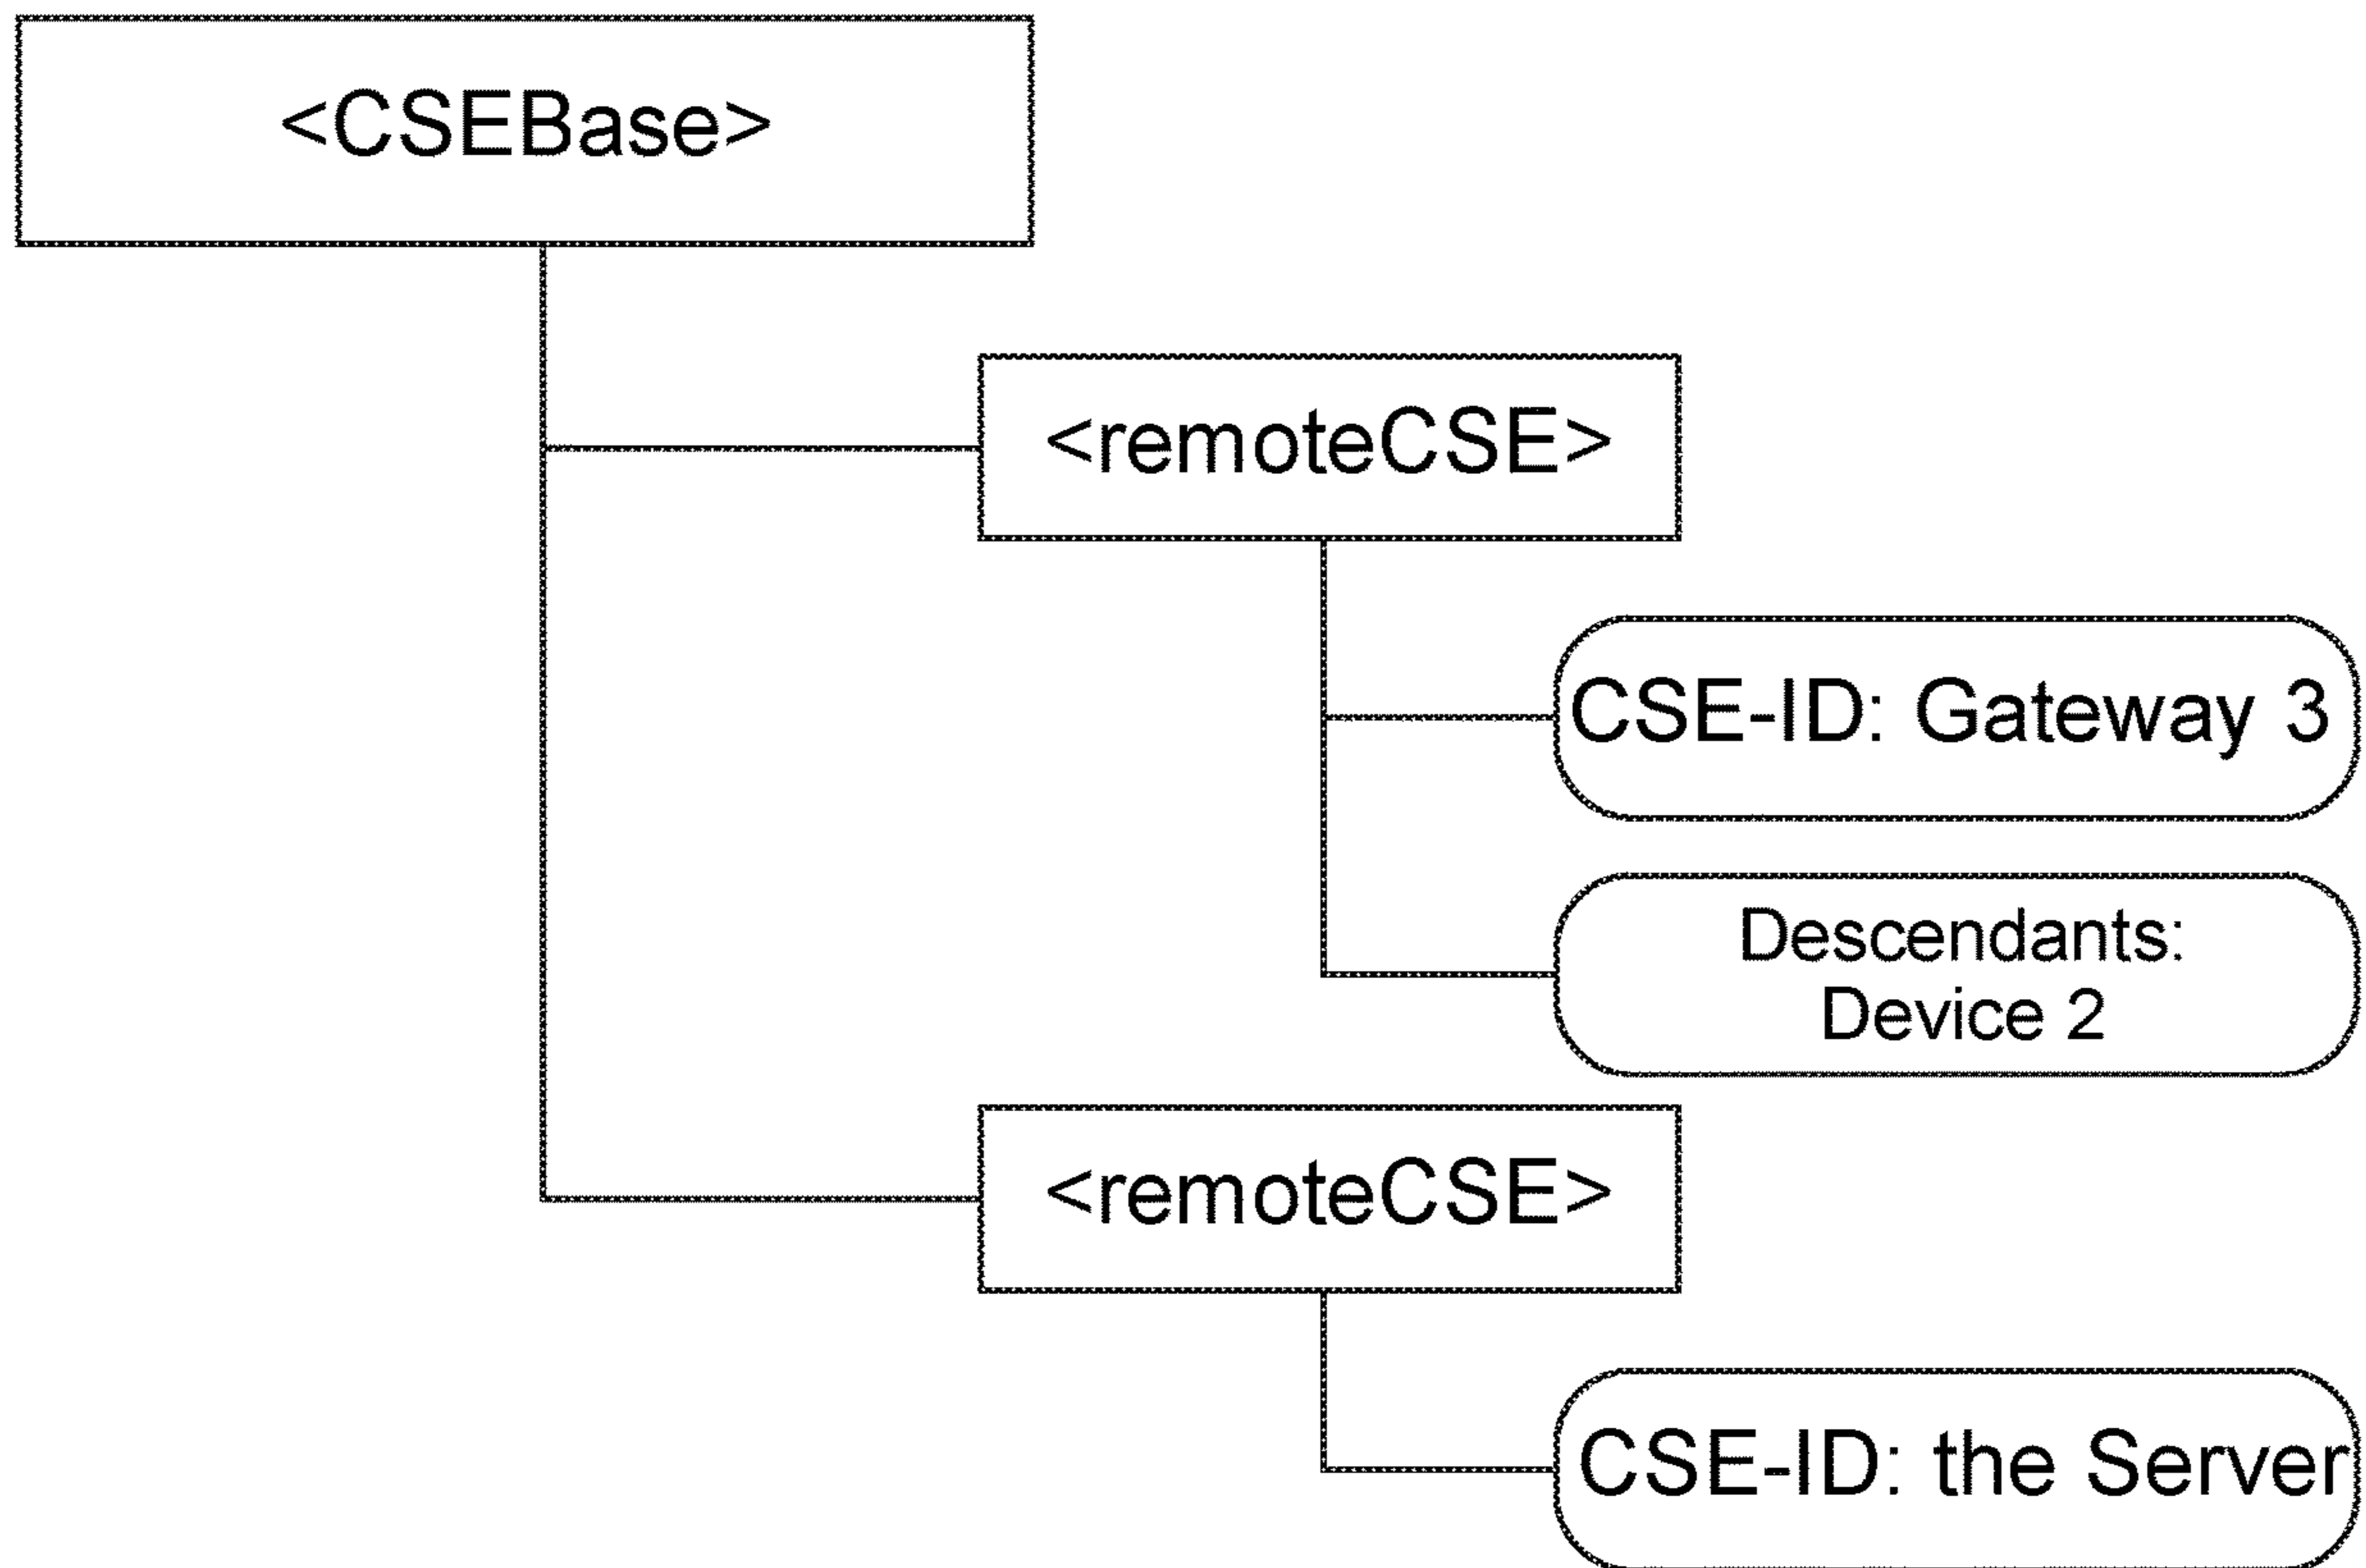 <CSEBase>
<remoteCSE>
CSE-ID: Gateway 3
Descendants:
Device 2
<remoteCSE>
CSE-ID: the Server